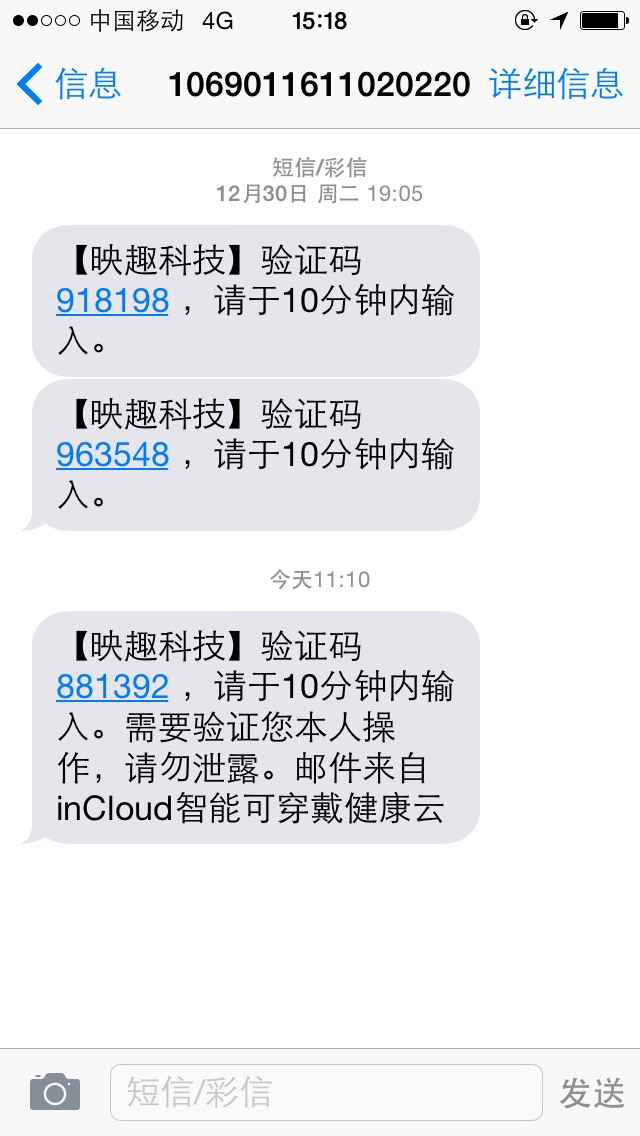 中国移动 4G 15:18
信息 1069011611020220 详细信息
短信/彩信
12月30日 周二 19:05
【映趣科技】验证码
918198 ，请于10分钟内输
入。
【映趣科技】验证码
963548 ，请于10分钟内输
入。
今天11:10
【映趣科技】验证码
881392 ，请于10分钟内输
入。需要验证您本人操
作，请勿泄露。邮件来自
inCloud智能可穿戴健康云
短信/彩信 发送